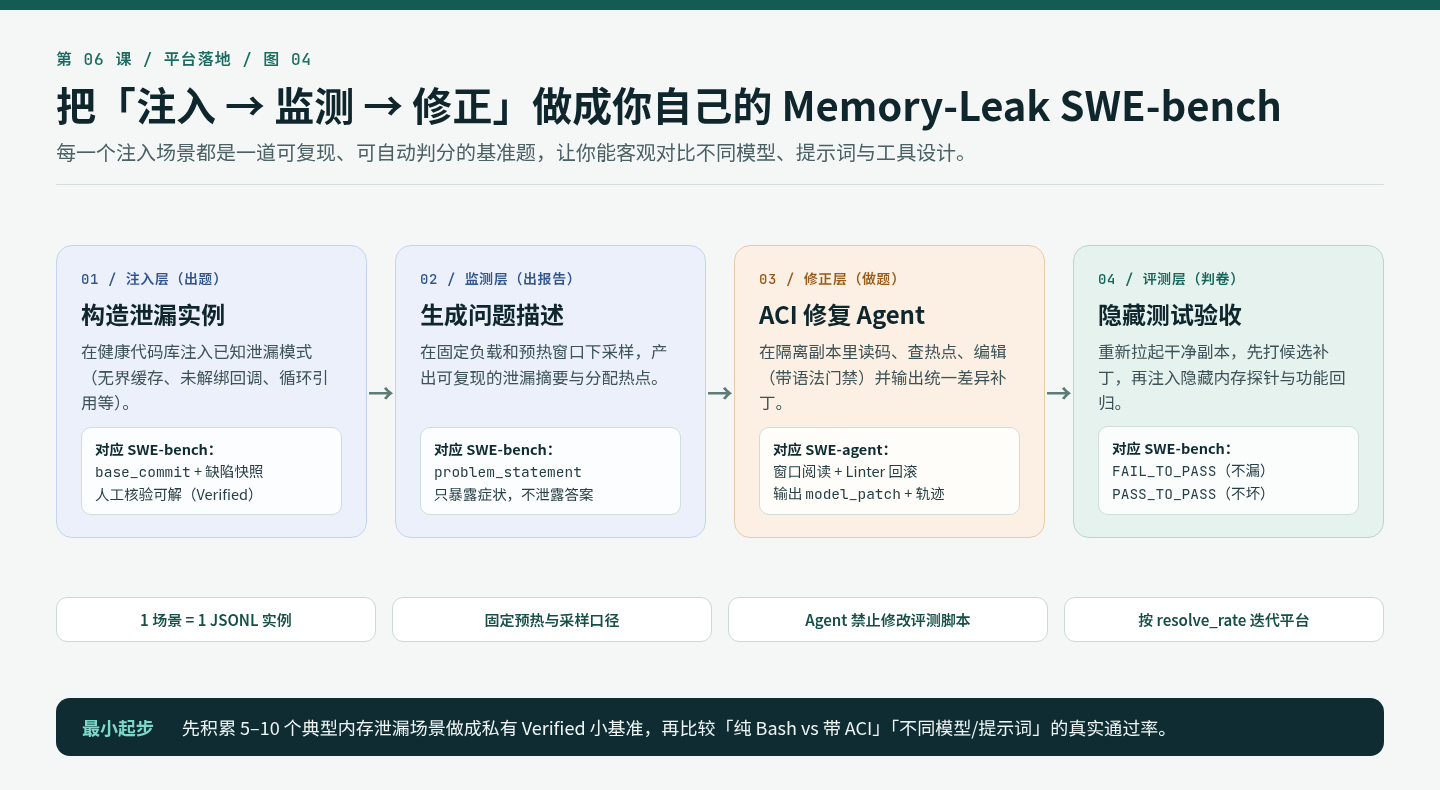 第 06 课 / 平台落地 / 图 04
把「注入 → 监测 → 修正」做成你自己的 Memory-Leak SWE-bench
每一个注入场景都是一道可复现、可自动判分的基准题，让你能客观对比不同模型、提示词与工具设计。
01 / 注入层（出题）
构造泄漏实例
在健康代码库注入已知泄漏模式
（无界缓存、未解绑回调、循环引
用等）。
对应 SWE-bench：
base_commit + 缺陷快照
人工核验可解（Verified）
→
02 / 监测层（出报告）
生成问题描述
在固定负载和预热窗口下采样，产
出可复现的泄漏摘要与分配热点。
对应 SWE-bench：
problem_statement
只暴露症状，不泄露答案
→
03 / 修正层（做题）
ACI 修复 Agent
在隔离副本里读码、查热点、编辑
（带语法门禁）并输出统一差异补
丁。
对应 SWE-agent：
窗口阅读 + Linter 回滚
输出 model_patch + 轨迹
→
04 / 评测层（判卷）
隐藏测试验收
重新拉起干净副本，先打候选补
丁，再注入隐藏内存探针与功能回
归。
对应 SWE-bench：
FAIL_TO_PASS（不漏）
PASS_TO_PASS（不坏）
1 场景 = 1 JSONL 实例
固定预热与采样口径
Agent 禁止修改评测脚本
按 resolve_rate 迭代平台
最小起步 先积累 5–10 个典型内存泄漏场景做成私有 Verified 小基准，再比较「纯 Bash vs 带 ACI」「不同模型/提示词」的真实通过率。